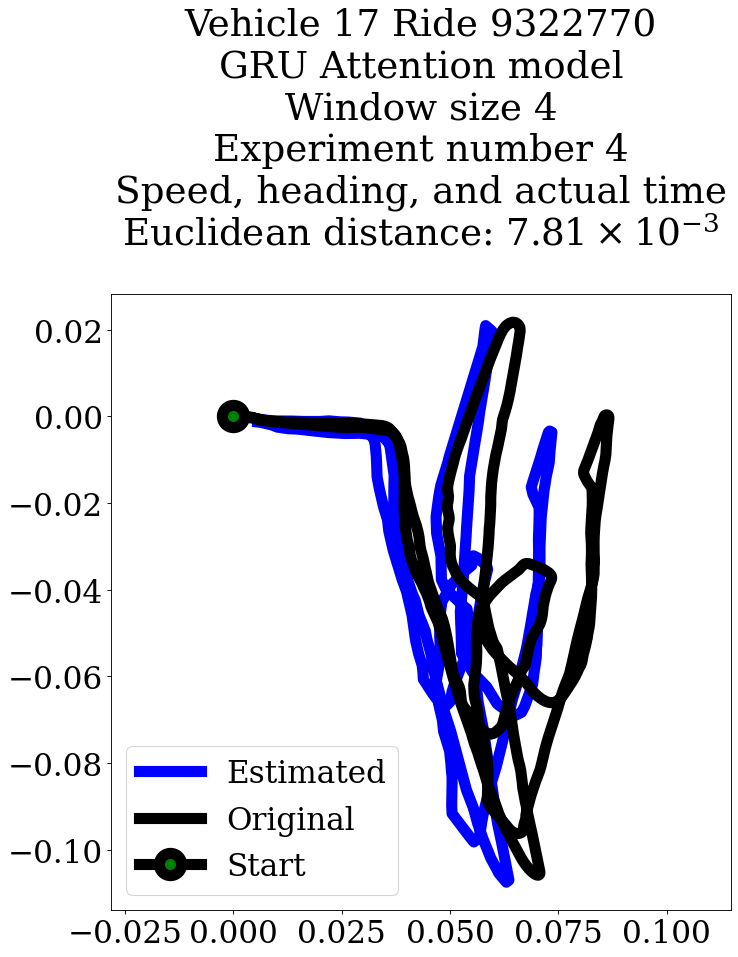 Vehicle 17 Ride 9322770
GRU Attention model
Window size 4
Experiment number 4
Speed, heading, and actual time
Euclidean distance: 7.81 × 10⁻³
0.02
0.00
−0.02
−0.04
−0.06
−0.08
−0.10
Estimated
Original
Start
−0.025 0.000 0.025 0.050 0.075 0.100